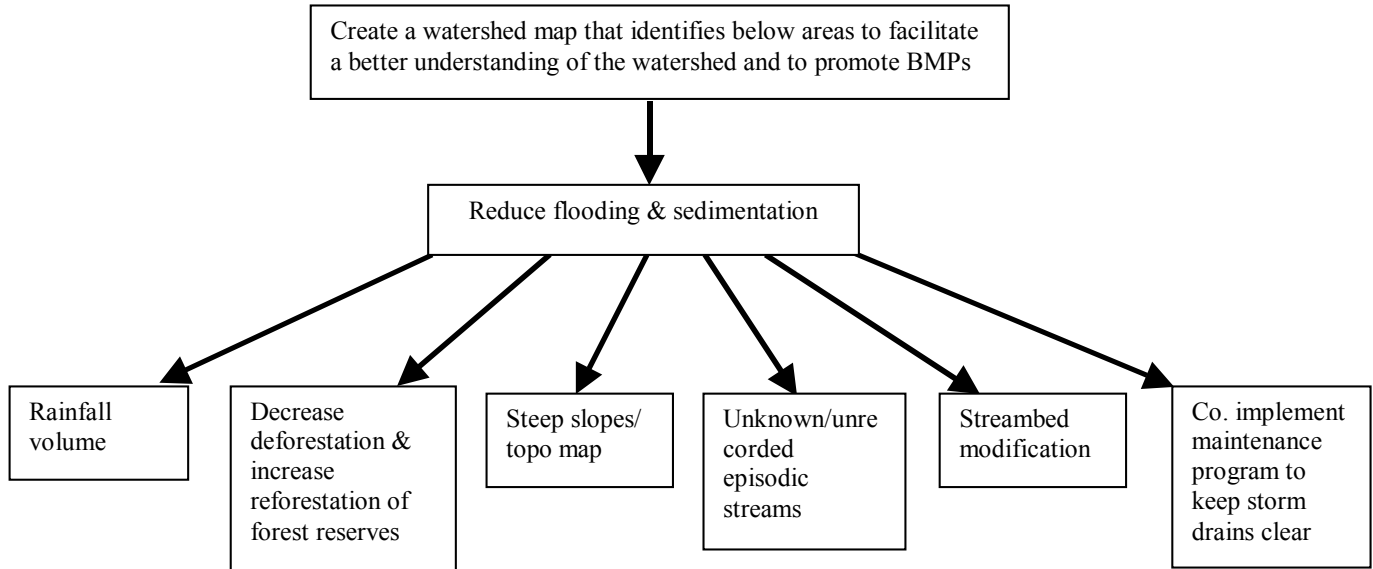 Create a watershed map that identifies below areas to facilitate
a better understanding of the watershed and to promote BMPs
Reduce flooding & sedimentation
Rainfall
volume
Decrease
deforestation &
increase
reforestation of
forest reserves
Steep slopes/
topo map
Unknown/unre
corded
episodic
streams
Streambed
modification
Co. implement
maintenance
program to
keep storm
drains clear